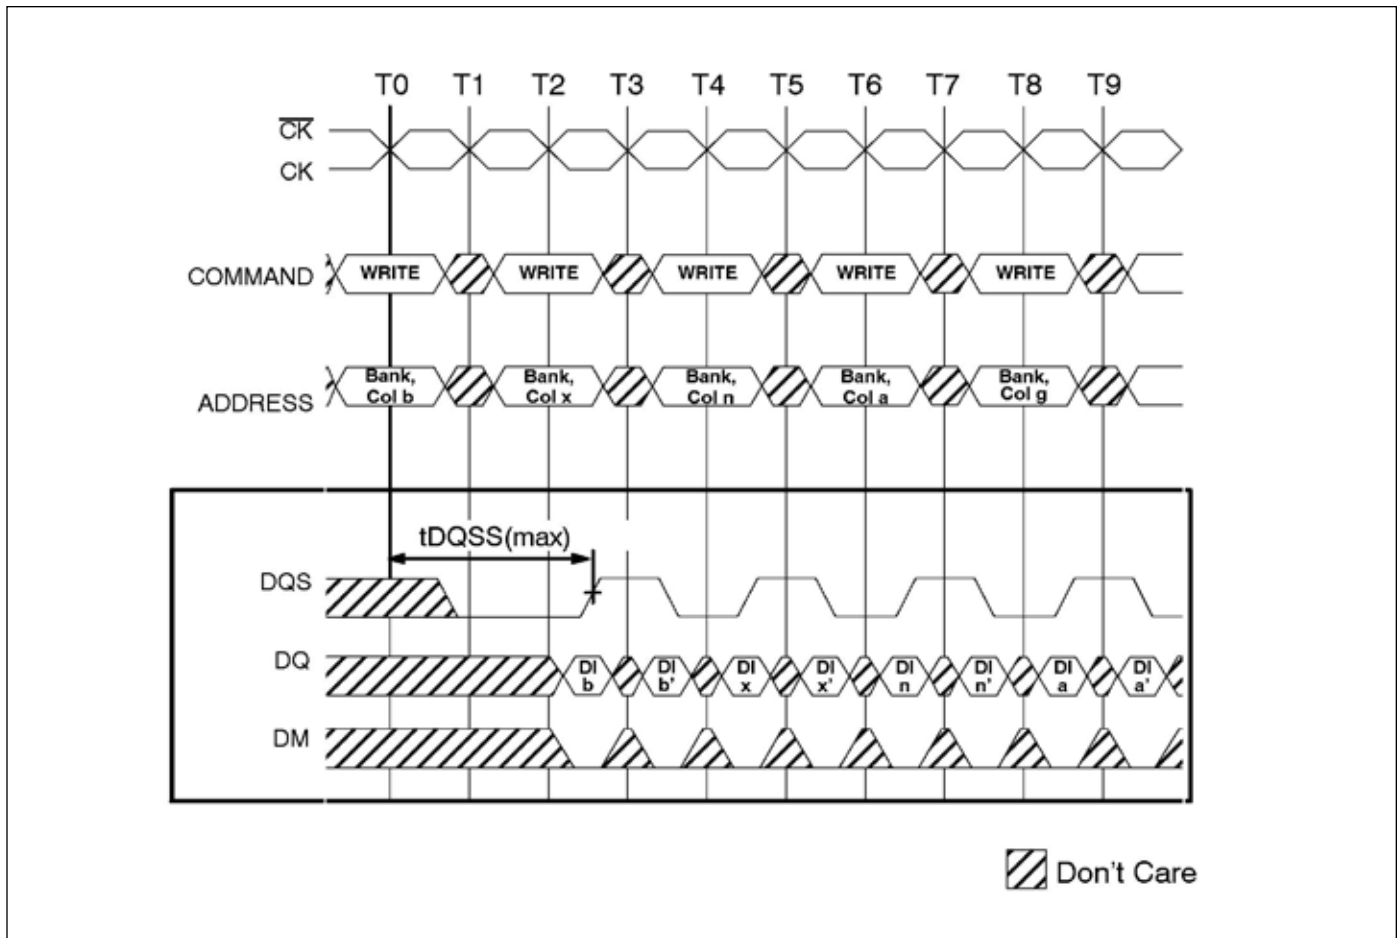 T0 T1 T2 T3 T4 T5 T6 T7 T8 T9
CK
CK
COMMAND WRITE WRITE WRITE WRITE WRITE
ADDRESS Bank, Col b Bank, Col x Bank, Col n Bank, Col a Bank, Col g
tDQSS(max)
DQS
DQ DI b DI b' DI x DI x' DI n DI n' DI a DI a'
DM
Don't Care